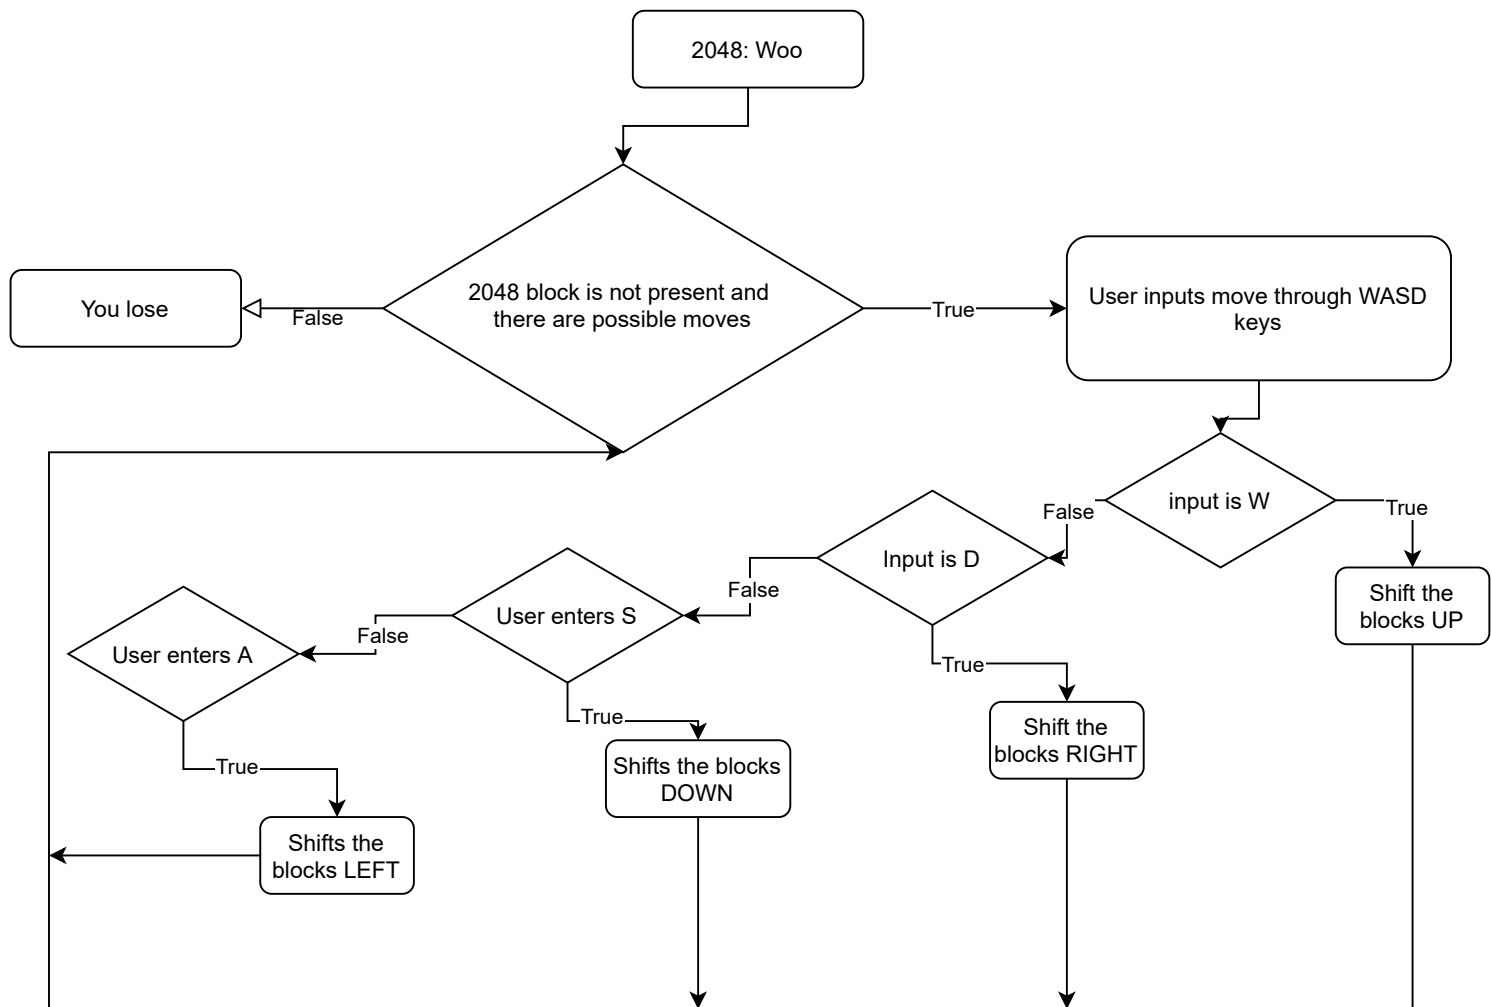 2048: Woo
2048 block is not present and
there are possible moves
You lose
False
True
User inputs move through WASD
keys
input is W
False
True
Input is D
Shift the
blocks UP
User enters S
False
User enters A
False
True
Shift the
blocks RIGHT
True
Shifts the blocks
DOWN
True
Shifts the
blocks LEFT